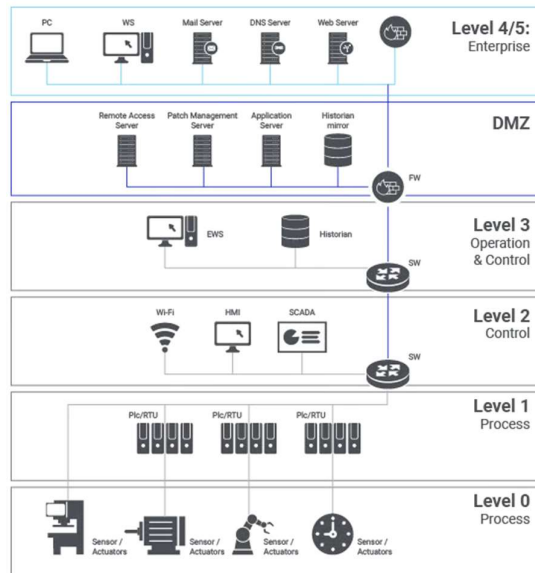 PC
WS
Mail Server
DNS Server
Web Server
Level 4/5:
Enterprise
Remote Access
Server
Patch Management
Server
Application
Server
Historian
mirror
DMZ
FW
EWS
Historian
Level 3
Operation
& Control
SW
Wi-Fi
HMI
SCADA
Level 2
Control
SW
Plc/RTU
Plc/RTU
Plc/RTU
Level 1
Process
Level 0
Process
Sensor /
Actuators
Sensor /
Actuators
Sensor /
Actuators
Sensor /
Actuators